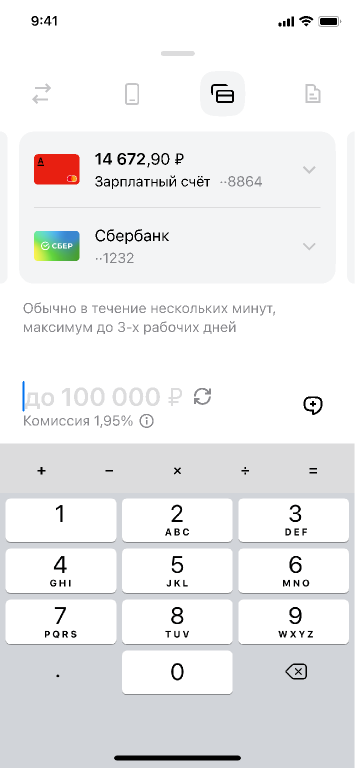 9:41
14 672,90 ₽
Зарплатный счёт ··8864
СБЕР
Сбербанк
··1232
Обычно в течение нескольких минут,
максимум до 3-х рабочих дней
до 100 000 ₽
Комиссия 1,95%
+ − × ÷ =
1 2 3
ABC DEF
4 5 6
GHI JKL MNO
7 8 9
PQRS TUV WXYZ
. 0